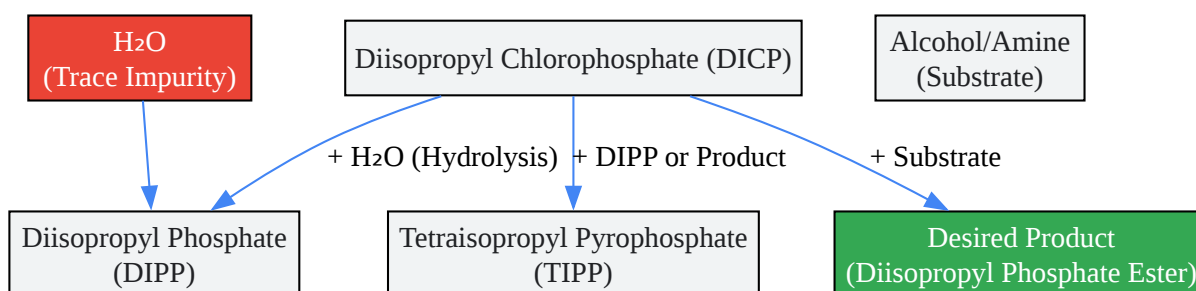 H₂O
(Trace Impurity)
Diisopropyl Chlorophosphate (DICP)
Alcohol/Amine
(Substrate)
+ H₂O (Hydrolysis)
+ DIPP or Product
+ Substrate
Diisopropyl Phosphate
(DIPP)
Tetraisopropyl Pyrophosphate
(TIPP)
Desired Product
(Diisopropyl Phosphate Ester)